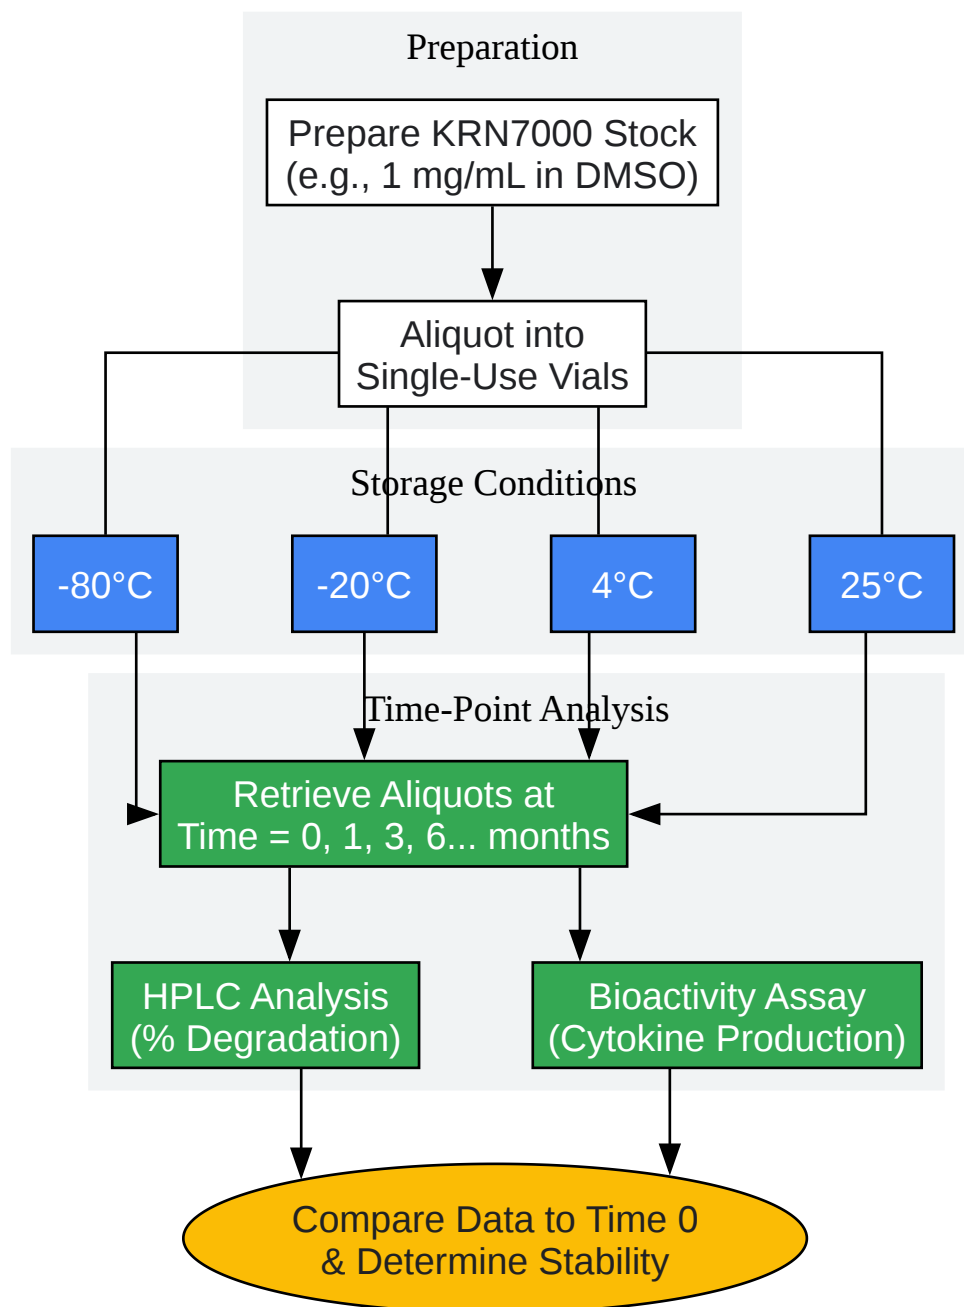 Preparation
Prepare KRN7000 Stock
(e.g., 1 mg/mL in DMSO)
Aliquot into
Single-Use Vials
Storage Conditions
-80°C
-20°C
4°C
25°C
Time-Point Analysis
Retrieve Aliquots at
Time = 0, 1, 3, 6... months
HPLC Analysis
(% Degradation)
Bioactivity Assay
(Cytokine Production)
Compare Data to Time 0
& Determine Stability